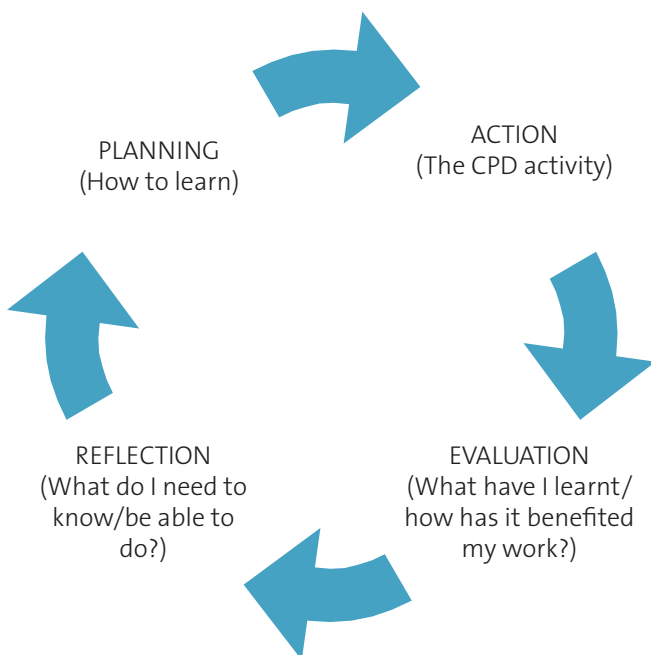 PLANNING
(How to learn)
ACTION
(The CPD activity)
REFLECTION
(What do I need to
know/be able to
do?)
EVALUATION
(What have I learnt/
how has it benefited
my work?)